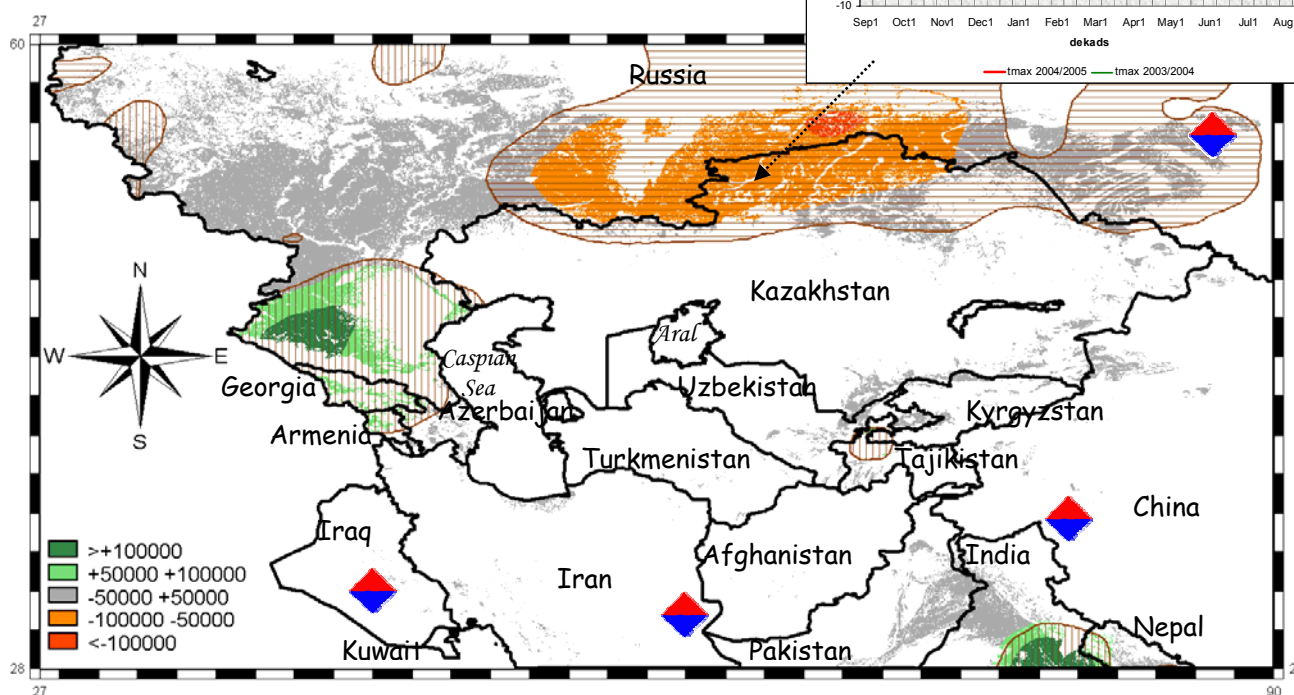 -10
Sep1 Oct1 Nov1 Dec1 Jan1 Feb1 Mar1 Apr1 May1 Jun1 Jul1 Aug
dekads
tmax 2004/2005 tmax 2003/2004
27
60
Russia
N
W E
S
Kazakhstan
Aral
Caspian
Sea
Georgia
Uzbekistan
Azerbaijan
Kyrgyzstan
Armenia
Turkmenistan
Tajikistan
China
Iraq
Afghanistan
India
Iran
>+100000
+50000 +100000
-50000 +50000
-100000 -50000
<-100000
Nepal
Kuwait
Pakistan
28
2
27
90